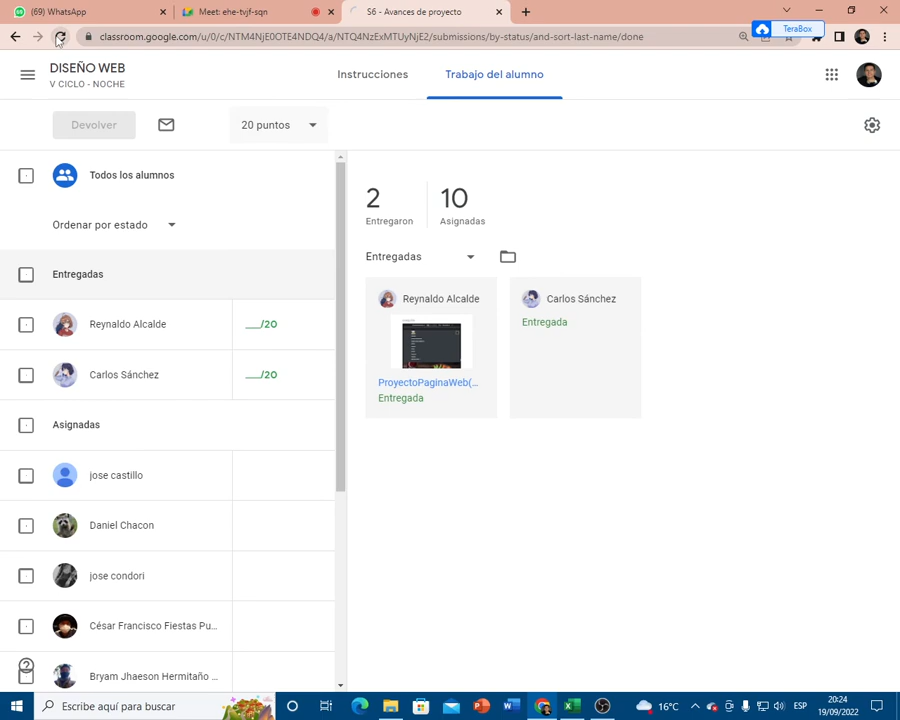 (69) WhatsApp
Meet: ehe-tvjf-sqn
S6 - Avances de proyecto
classroom.google.com/u/0/c/NTM4NjE0OTE4NDQ4/a/NTQ4NzExMTUyNjE2/submissions/by-status/and-sort-last-name/done
TeraBox
DISEÑO WEB
V CICLO - NOCHE
Instrucciones
Trabajo del alumno
Devolver
20 puntos
Todos los alumnos
Ordenar por estado
Entregadas
Reynaldo Alcalde
___/20
Carlos Sánchez
___/20
Asignadas
jose castillo
Daniel Chacon
jose condori
César Francisco Fiestas Pu...
Bryam Jhaeson Hermitaño ...
2
Entregaron
10
Asignadas
Entregadas
Reynaldo Alcalde
ProyectoPaginaWeb(...
Entregada
Carlos Sánchez
Entregada
Escribe aquí para buscar
16°C
ESP
20:24
19/09/2022